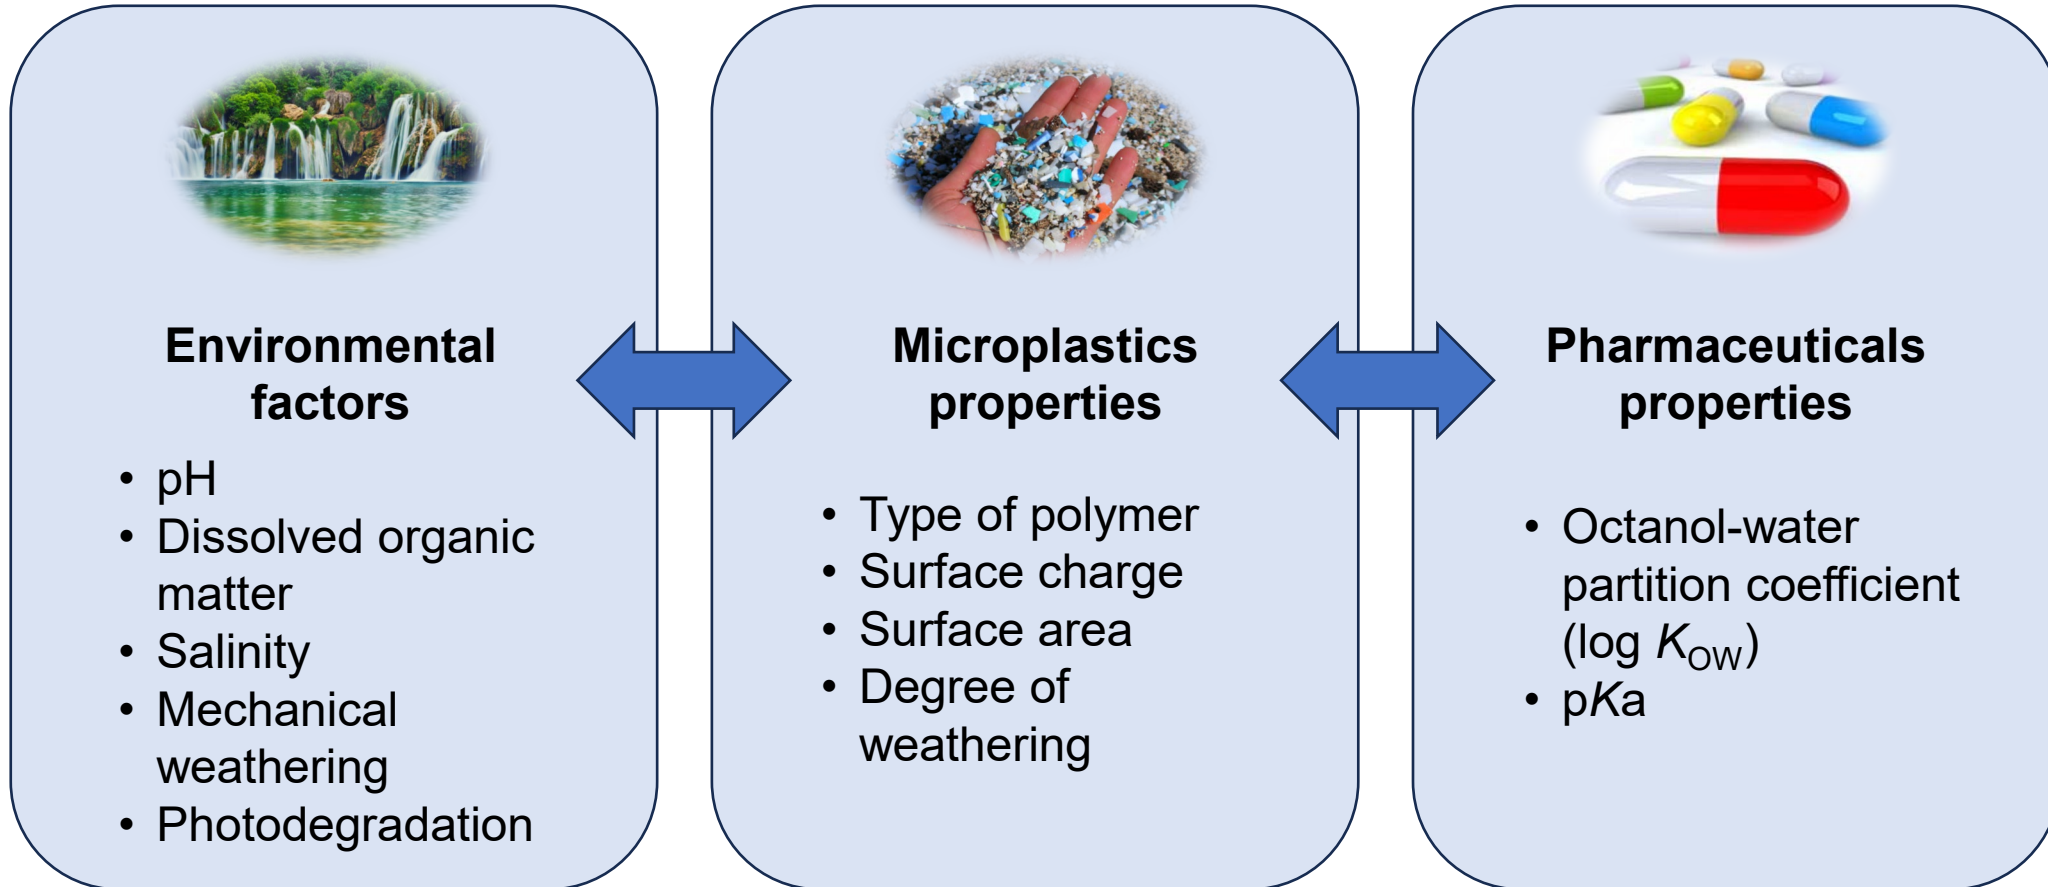 Environmental
factors
• pH
• Dissolved organic
matter
• Salinity
• Mechanical
weathering
• Photodegradation
Microplastics
properties
• Type of polymer
• Surface charge
• Surface area
• Degree of
weathering
Pharmaceuticals
properties
• Octanol-water
partition coefficient
(log K_OW)
• pKa